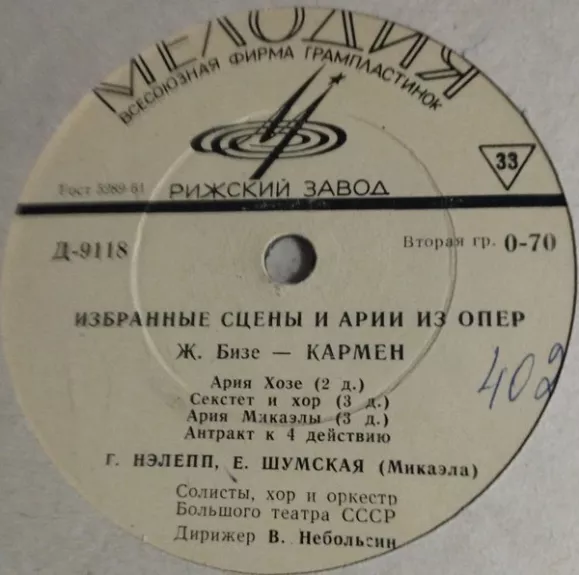 МЕЛОДИЯ
ВСЕСОЮЗНАЯ ФИРМА ГРАМПЛАСТИНОК
33
Гост 5289-61
РИЖСКИЙ ЗАВОД
Д-9118
Вторая гр. 0-70
ИЗБРАННЫЕ СЦЕНЫ И АРИИ ИЗ ОПЕР
Ж. Бизе — КАРМЕН
Ария Хозе (2 д.)
Секстет и хор (3 д.)
Ария Микаэлы (3 д.)
Антракт к 4 действию
402
Г. НЭЛЕПП, Е. ШУМСКАЯ (Микаэла)
Солисты, хор и оркестр
Большого театра СССР
Дирижер В. Небольсин